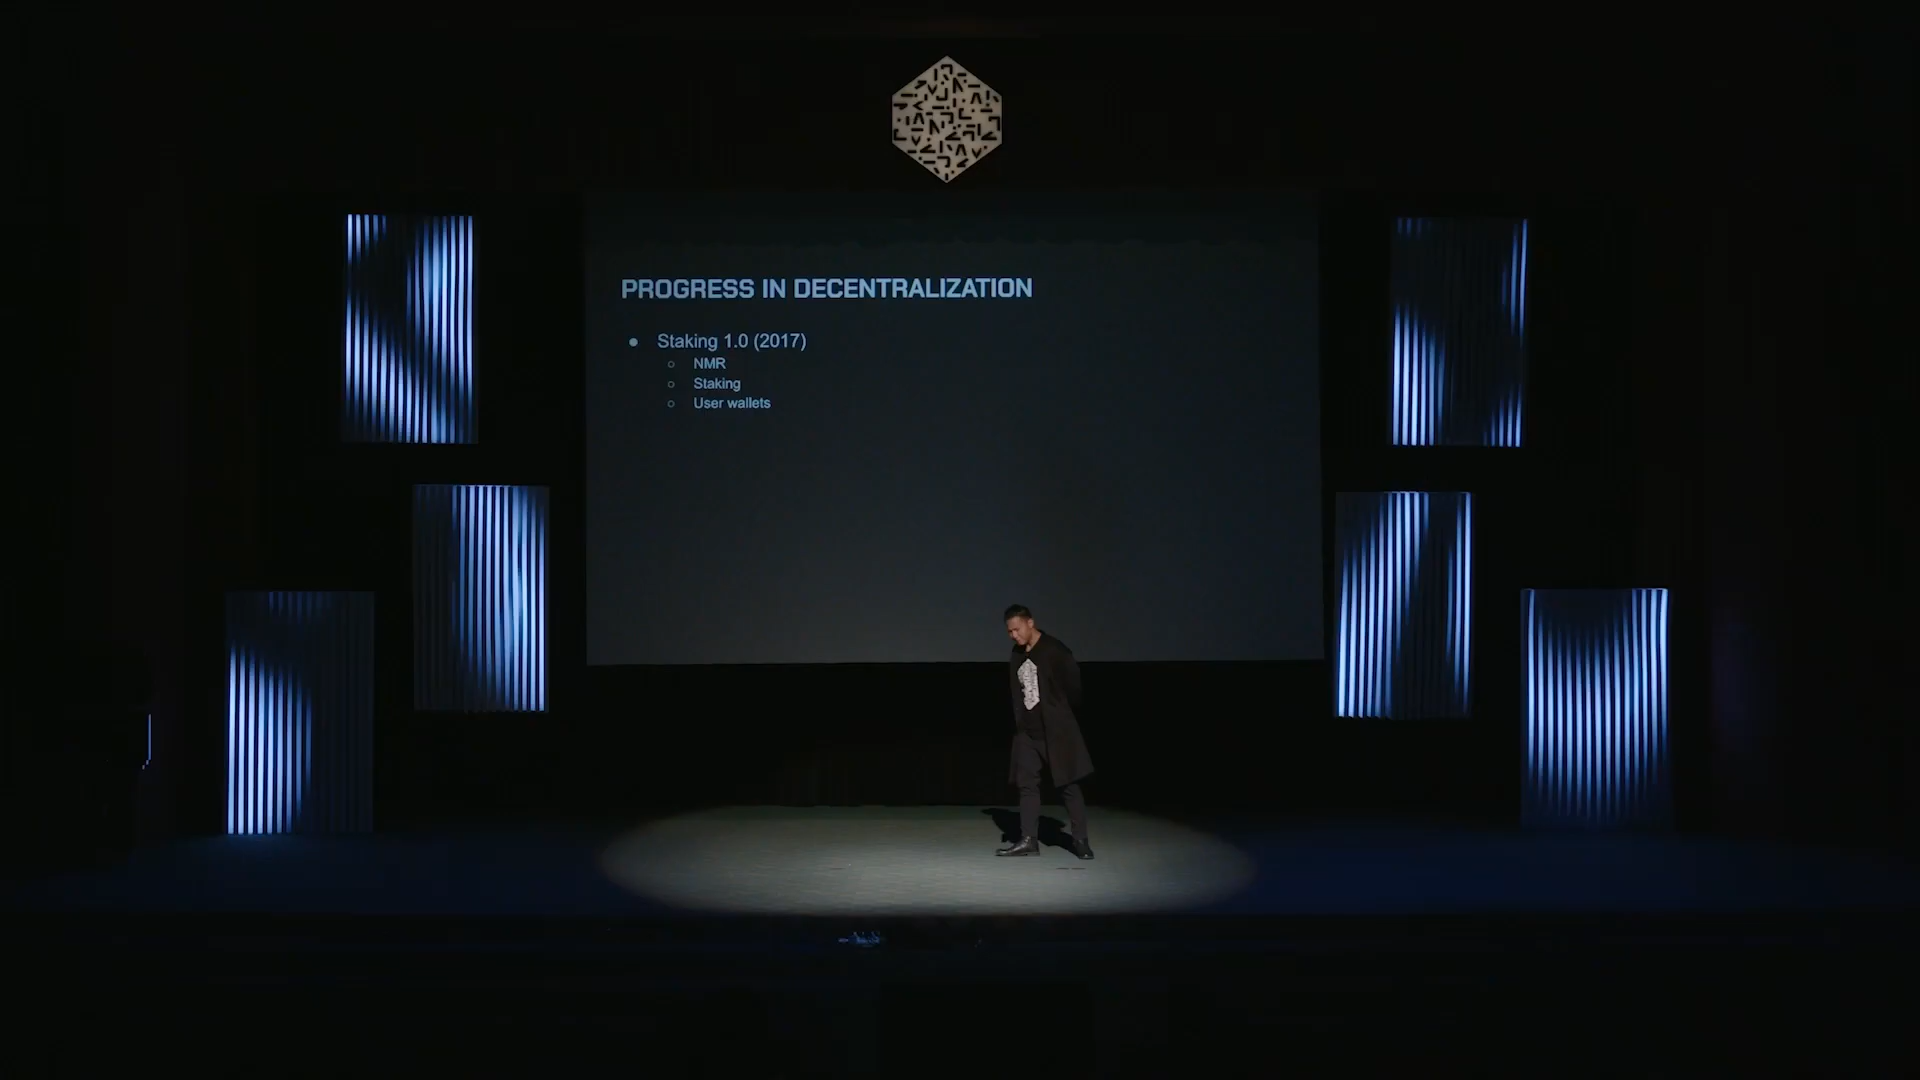 PROGRESS IN DECENTRALIZATION
● Staking 1.0 (2017)
○ NMR
○ Staking
○ User wallets